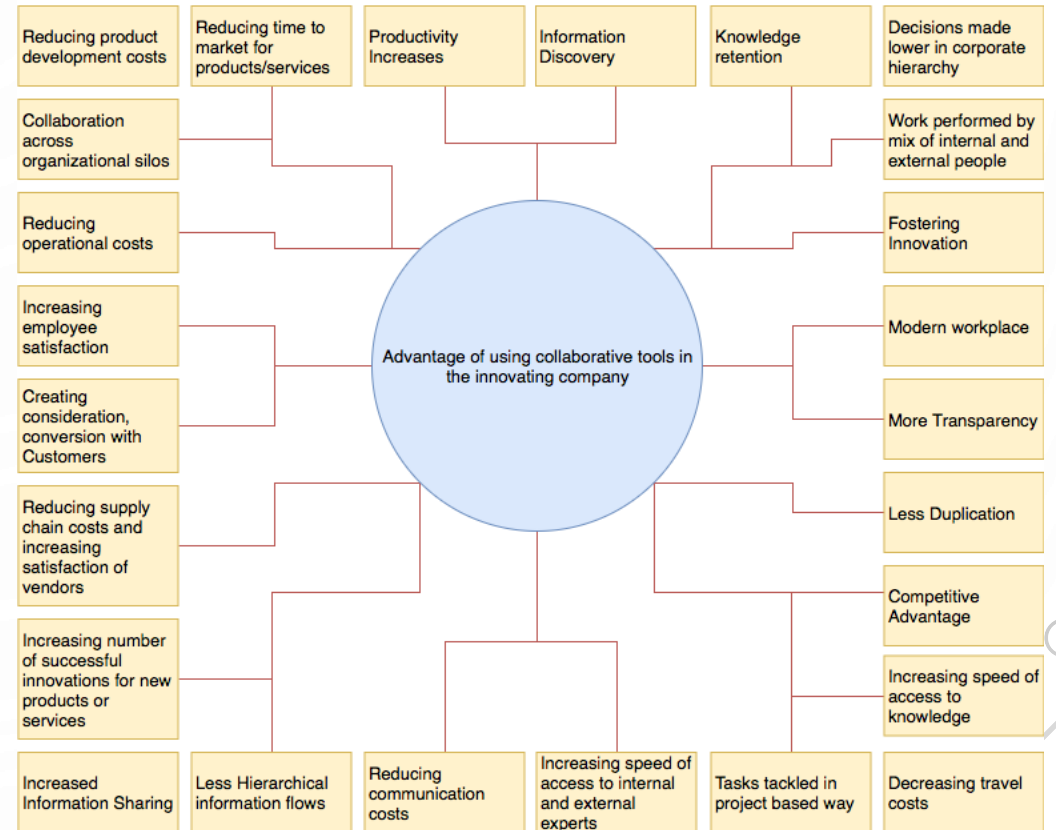 Reducing product
development costs
Reducing time to
market for
products/services
Productivity
Increases
Information
Discovery
Knowledge
retention
Decisions made
lower in corporate
hierarchy
Collaboration
across
organizational silos
Work performed by
mix of internal and
external people
Reducing
operational costs
Fostering
Innovation
Increasing
employee
satisfaction
Modern workplace
Advantage of using collaborative tools in
the innovating company
Creating
consideration,
conversion with
Customers
More Transparency
Reducing supply
chain costs and
increasing
satisfaction of
vendors
Less Duplication
Competitive
Advantage
Increasing number
of successful
innovations for new
products or
services
Increasing speed of
access to
knowledge
Increased
Information Sharing
Less Hierarchical
information flows
Reducing
communication
costs
Increasing speed of
access to internal
and external
experts
Tasks tackled in
project based way
Decreasing travel
costs